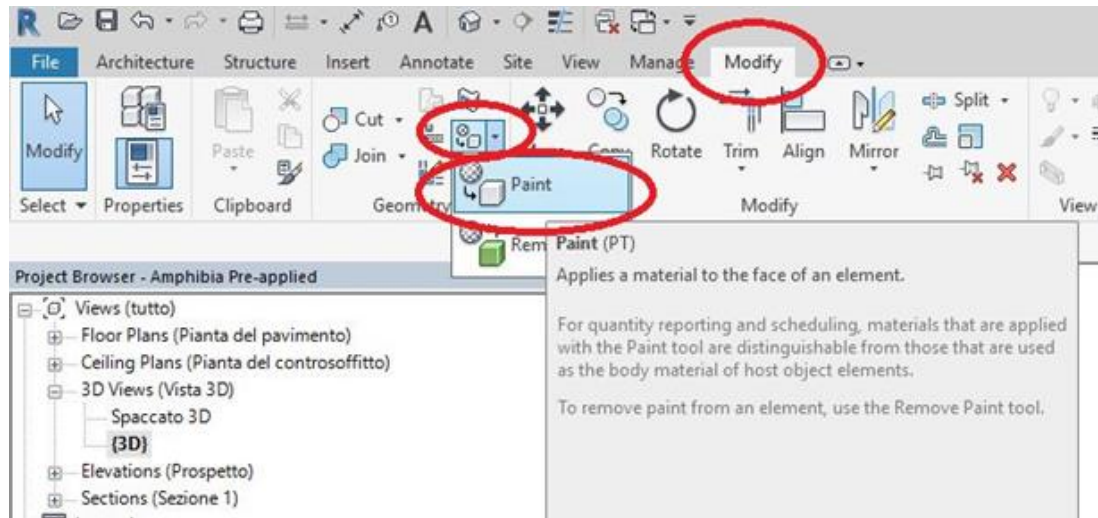 File Architecture Structure Insert Annotate Site View Manage Modify
Cut
Split
Modify
Paste
Join
Copy
Rotate
Trim
Align
Mirror
Paint
Select
Properties
Clipboard
Geometry
Modify
View
Rem
Paint (PT)
Applies a material to the face of an element.
For quantity reporting and scheduling, materials that are applied
with the Paint tool are distinguishable from those that are used
as the body material of host object elements.
To remove paint from an element, use the Remove Paint tool.
Project Browser - Amphibia Pre-applied
Views (tutto)
Floor Plans (Pianta del pavimento)
Ceiling Plans (Pianta del controsoffitto)
3D Views (Vista 3D)
Spaccato 3D
{3D}
Elevations (Prospetto)
Sections (Sezione 1)